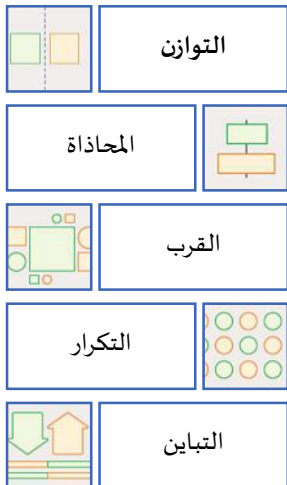 التوازن
المحاذاة
القرب
التكرار
التباين